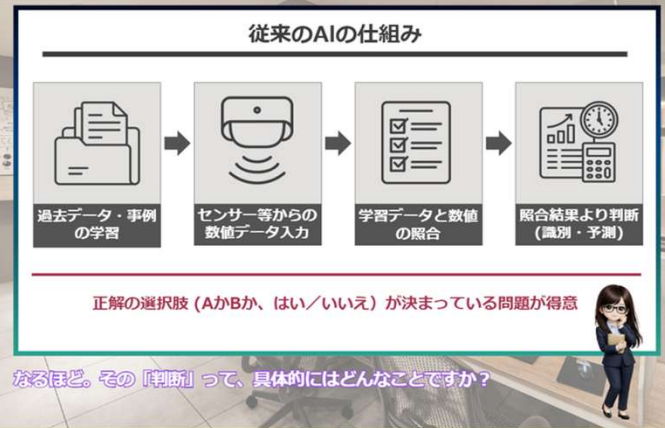 従来のAIの仕組み
過去データ・事例
の学習
センサー等からの
数値データ入力
学習データと数値
の照合
照合結果より判断
(識別・予測)
正解の選択肢 (AかBか、はい／いいえ）が決まっている問題が得意
なるほど。その「判断」って、具体的にはどんなことですか？